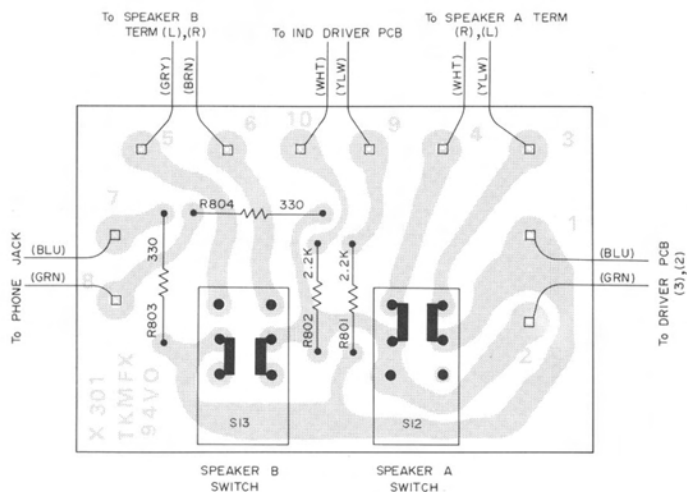 To SPEAKER B
TERM (L),(R)
To IND DRIVER PCB
To SPEAKER A TERM
(R),(L)
(GRY)
(BRN)
(WHT)
(YLW)
(WHT)
(YLW)
5
6
10
9
4
3
7
R804
330
1
To PHONE JACK
(BLU)
(GRN)
8
330
R803
2.2K
R802
2.2K
R801
(BLU)
(GRN)
To DRIVER PCB
(3),(2)
2
X 301
TKMFX
94VO
S13
S12
SPEAKER B
SWITCH
SPEAKER A
SWITCH